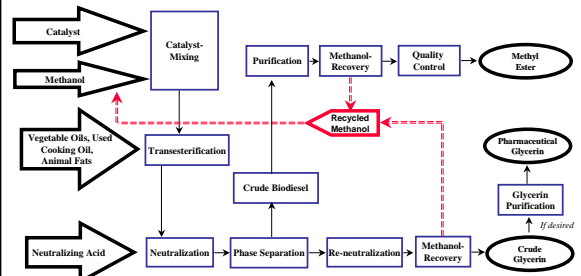 Catalyst
Methanol
Catalyst-
Mixing
Purification
Methanol-
Recovery
Quality
Control
Methyl
Ester
Recycled
Methanol
Vegetable Oils, Used
Cooking Oil,
Animal Fats
Transesterification
Pharmaceutical
Glycerin
Crude Biodiesel
Glycerin
Purification
If desired
Neutralizing Acid
Neutralization
Phase Separation
Re-neutralization
Methanol-
Recovery
Crude
Glycerin